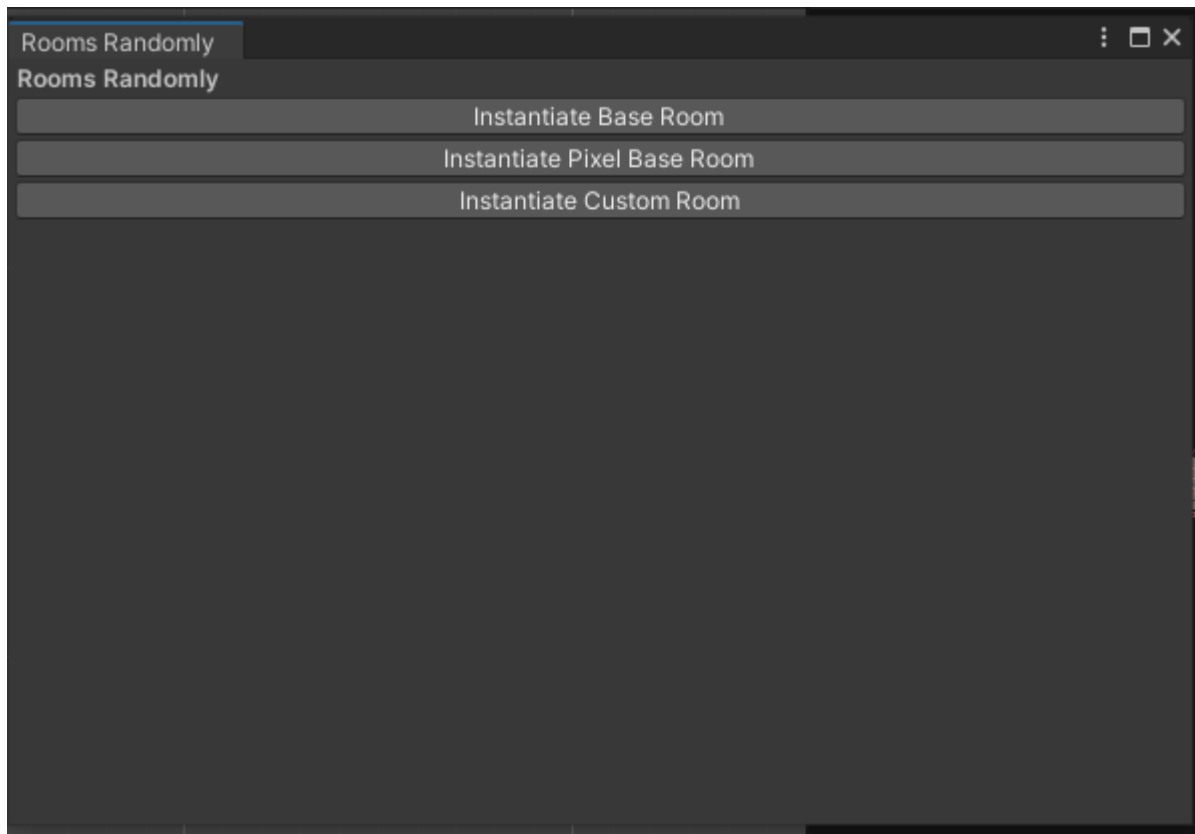 Rooms Randomly
Rooms Randomly
Instantiate Base Room
Instantiate Pixel Base Room
Instantiate Custom Room